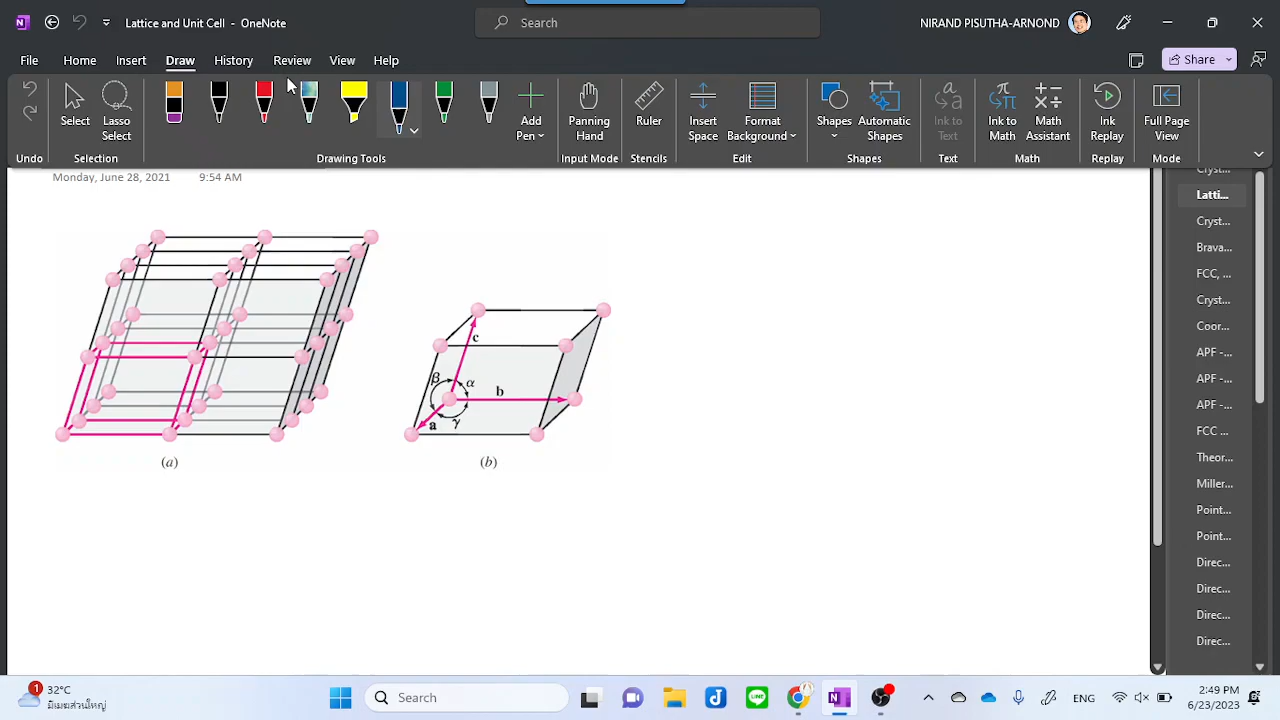 Lattice and Unit Cell - OneNote
Search
NIRAND PISUTHA-ARNOND
File Home Insert Draw History Review View Help
Share
Undo
Select
Lasso Select
Selection
Drawing Tools
Add Pen
Panning Hand
Input Mode
Ruler
Stencils
Insert Space
Format Background
Edit
Shapes
Automatic Shapes
Shapes
Ink to Text
Text
Ink to Math
Math Assistant
Math
Ink Replay
Replay
Full Page View
Mode
Monday, June 28, 2021 9:54 AM
Cryst...
Latti...
Cryst...
Brava...
FCC, ...
Cryst...
Coor...
APF -...
APF -...
APF -...
FCC ...
Theor...
Miller...
Point...
Point...
Direc...
Direc...
Direc...
Direc...
c
β
α
b
γ
a
(a)
(b)
1
32°C
Search
ENG
2:49 PM
6/23/2023